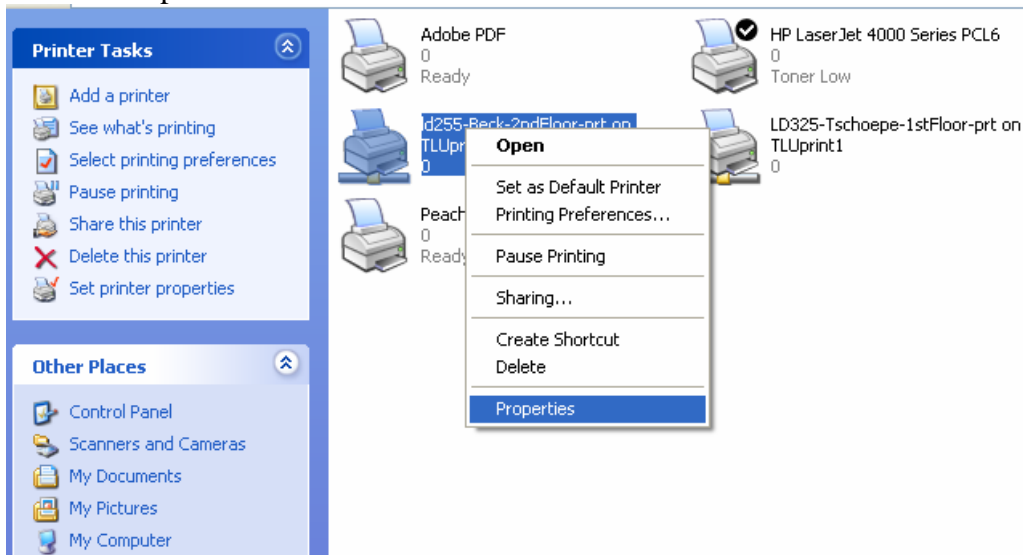 Printer Tasks
Add a printer
See what's printing
Select printing preferences
Pause printing
Share this printer
Delete this printer
Set printer properties
Other Places
Control Panel
Scanners and Cameras
My Documents
My Pictures
My Computer
Adobe PDF
0
Ready
HP LaserJet 4000 Series PCL6
0
Toner Low
ld255-Beck-2ndFloor-prt on
TLUpr
0
LD325-Tschoepe-1stFloor-prt on
TLUprint1
0
Peach
0
Ready
Open
Set as Default Printer
Printing Preferences...
Pause Printing
Sharing...
Create Shortcut
Delete
Properties